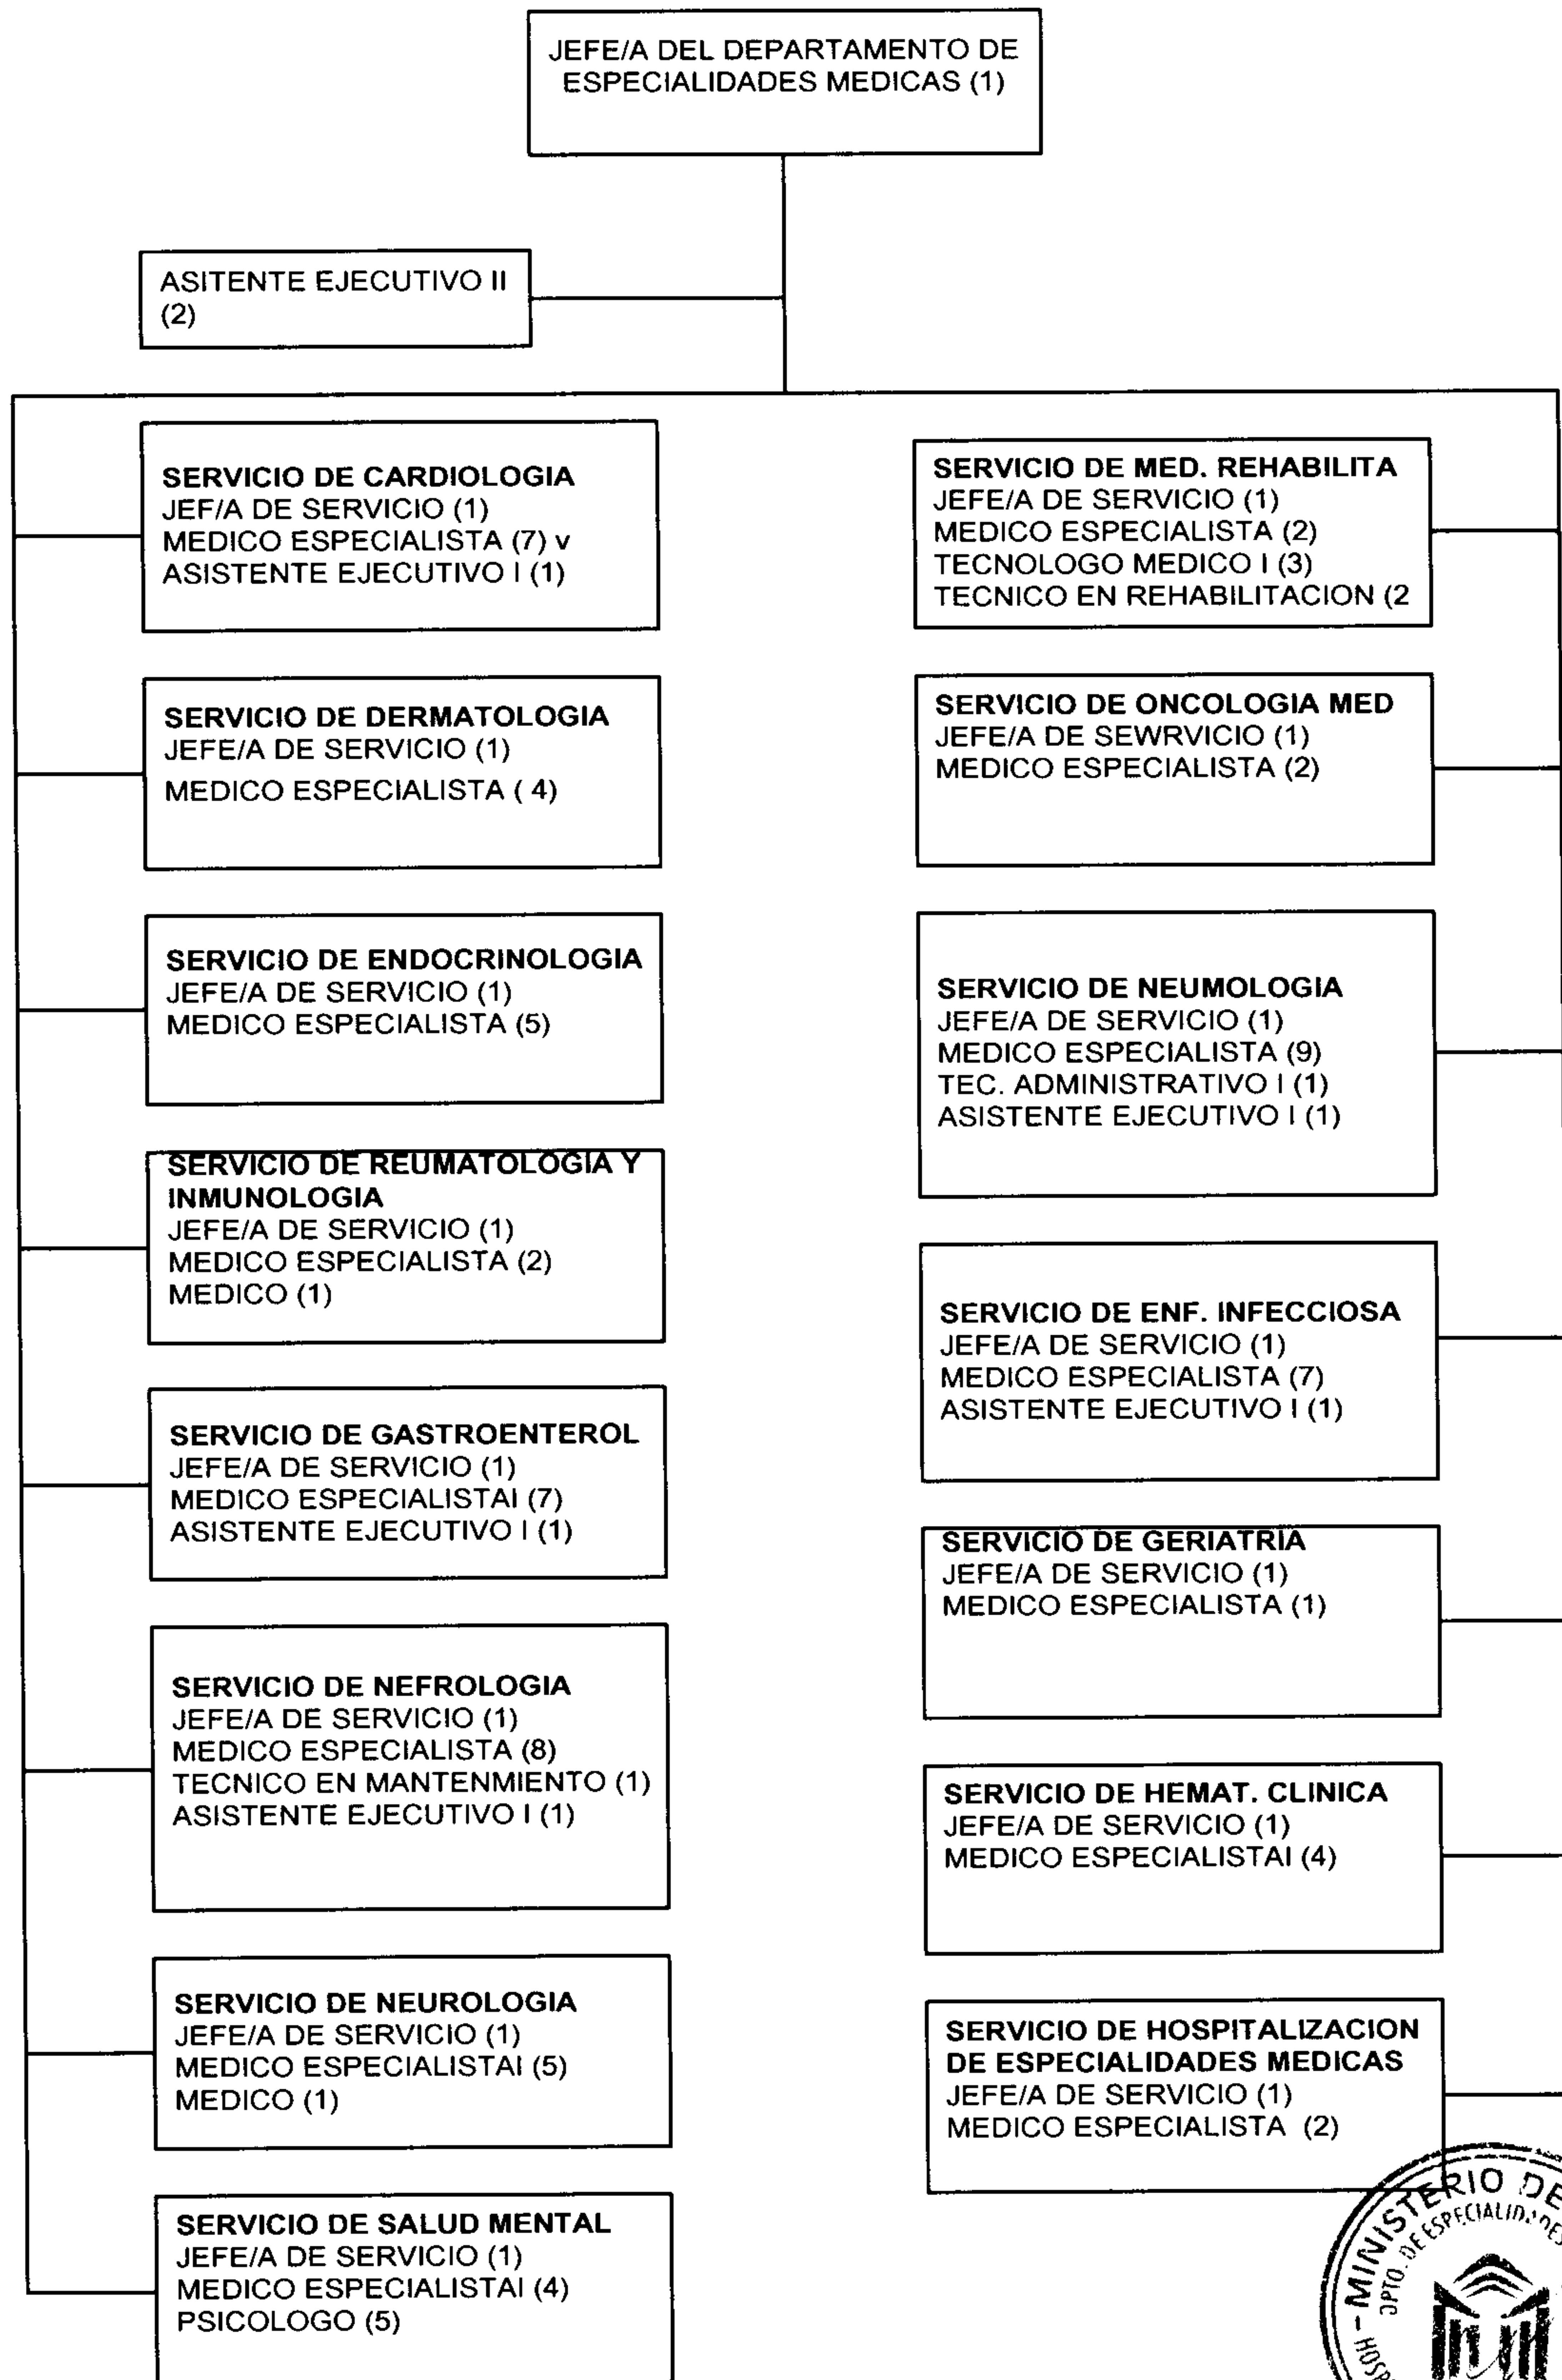 JEFE/A DEL DEPARTAMENTO DE
ESPECIALIDADES MEDICAS (1)
ASITENTE EJECUTIVO II
(2)
SERVICIO DE CARDIOLOGIA
JEF/A DE SERVICIO (1)
MEDICO ESPECIALISTA (7) v
ASISTENTE EJECUTIVO I (1)
SERVICIO DE DERMATOLOGIA
JEFE/A DE SERVICIO (1)
MEDICO ESPECIALISTA ( 4)
SERVICIO DE ENDOCRINOLOGIA
JEFE/A DE SERVICIO (1)
MEDICO ESPECIALISTA (5)
SERVICIO DE REUMATOLOGIA Y
INMUNOLOGIA
JEFE/A DE SERVICIO (1)
MEDICO ESPECIALISTA (2)
MEDICO (1)
SERVICIO DE GASTROENTEROL
JEFE/A DE SERVICIO (1)
MEDICO ESPECIALISTAI (7)
ASISTENTE EJECUTIVO I (1)
SERVICIO DE NEFROLOGIA
JEFE/A DE SERVICIO (1)
MEDICO ESPECIALISTA (8)
TECNICO EN MANTENMIENTO (1)
ASISTENTE EJECUTIVO I (1)
SERVICIO DE NEUROLOGIA
JEFE/A DE SERVICIO (1)
MEDICO ESPECIALISTAI (5)
MEDICO (1)
SERVICIO DE SALUD MENTAL
JEFE/A DE SERVICIO (1)
MEDICO ESPECIALISTAI (4)
PSICOLOGO (5)
SERVICIO DE MED. REHABILITA
JEFE/A DE SERVICIO (1)
MEDICO ESPECIALISTA (2)
TECNOLOGO MEDICO I (3)
TECNICO EN REHABILITACION (2
SERVICIO DE ONCOLOGIA MED
JEFE/A DE SEWRVICIO (1)
MEDICO ESPECIALISTA (2)
SERVICIO DE NEUMOLOGIA
JEFE/A DE SERVICIO (1)
MEDICO ESPECIALISTA (9)
TEC. ADMINISTRATIVO I (1)
ASISTENTE EJECUTIVO I (1)
SERVICIO DE ENF. INFECCIOSA
JEFE/A DE SERVICIO (1)
MEDICO ESPECIALISTA (7)
ASISTENTE EJECUTIVO I (1)
SERVICIO DE GERIATRIA
JEFE/A DE SERVICIO (1)
MEDICO ESPECIALISTA (1)
SERVICIO DE HEMAT. CLINICA
JEFE/A DE SERVICIO (1)
MEDICO ESPECIALISTAI (4)
SERVICIO DE HOSPITALIZACION
DE ESPECIALIDADES MEDICAS
JEFE/A DE SERVICIO (1)
MEDICO ESPECIALISTA (2)
MINISTERIO DE
DPTO. DE ESPECIALIDADES